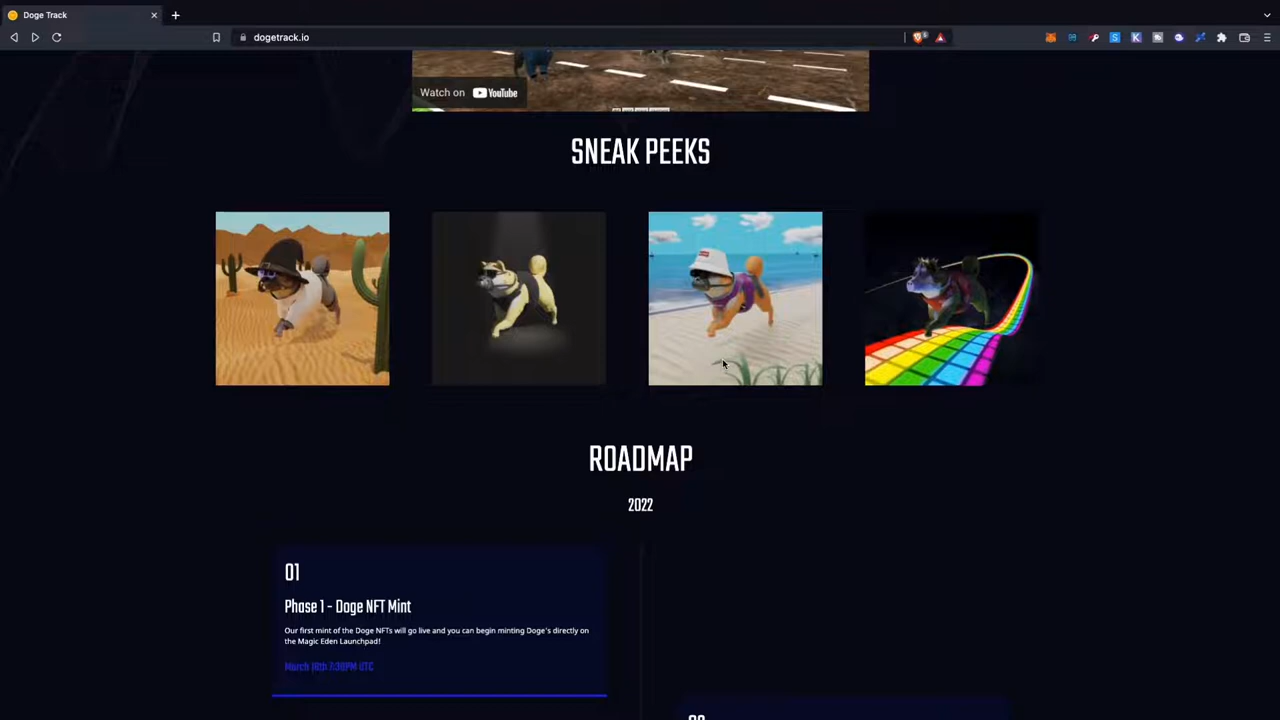 Doge Track
dogetrack.io
Watch on YouTube
SNEAK PEEKS
ROADMAP
2022
01
Phase 1 - Doge NFT Mint
Our first mint of the Doge NFTs will go live and you can begin minting Doge's directly on
the Magic Eden Launchpad!